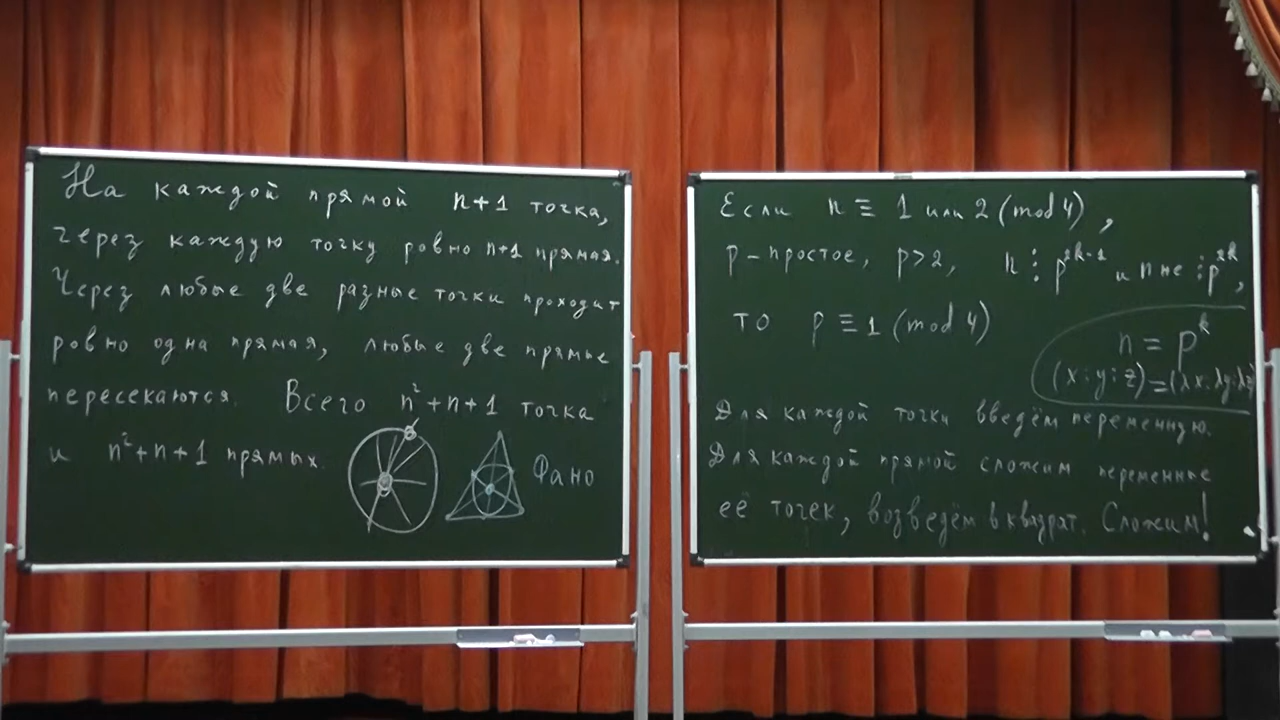 На каждой прямой n+1 точка,
через каждую точку ровно n+1 прямая.
Через любые две разные точки проходит
ровно одна прямая, любые две прямые
пересекаются. Всего n²+n+1 точка
и n²+n+1 прямых.
Фано
Если n ≡ 1 или 2 (mod 4),
p – простое, p>2, n ⋮ p²ᵏ⁻¹ и n не ⋮ p²ᵏ,
то p ≡ 1 (mod 4)
n = pᵏ
(x:y:z)=(λx:λy:λz)
Для каждой точки введём переменную.
Для каждой прямой сложим переменные
её точек, возведём в квадрат. Сложим!